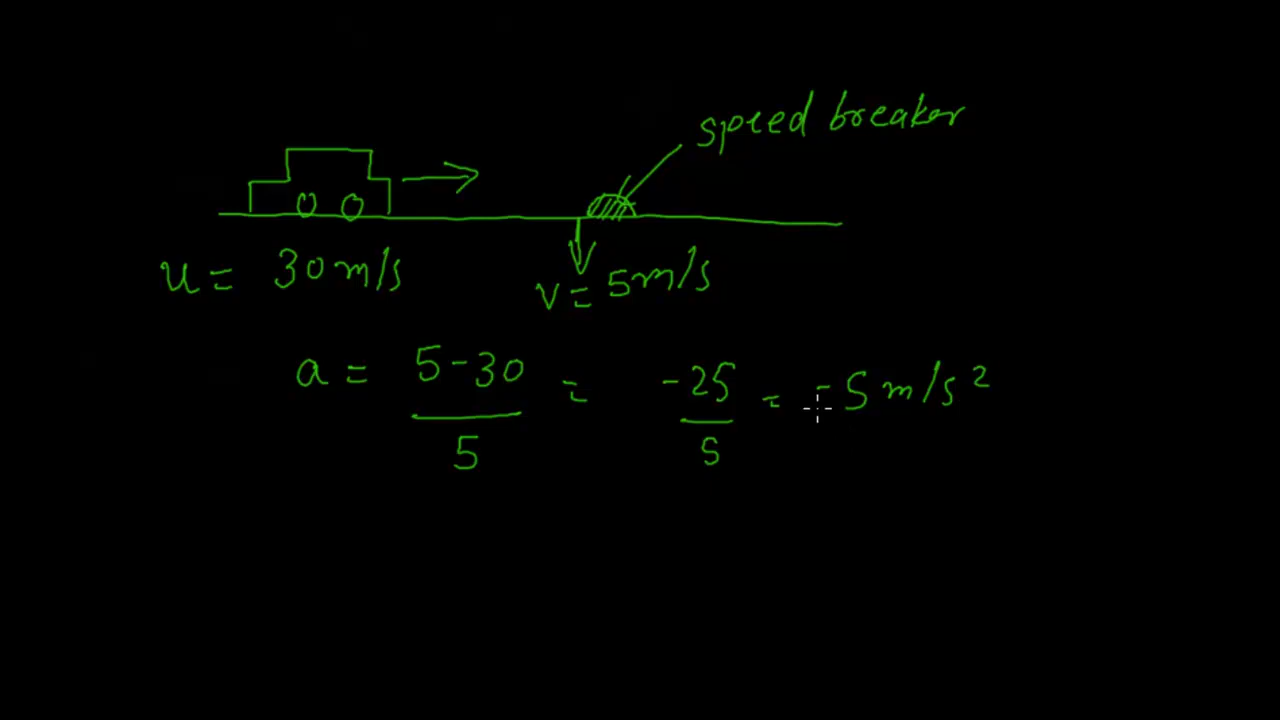 speed breaker
u = 30 m/s
v = 5 m/s
a = 5 - 30 / 5 = -25 / 5 = -5 m/s²